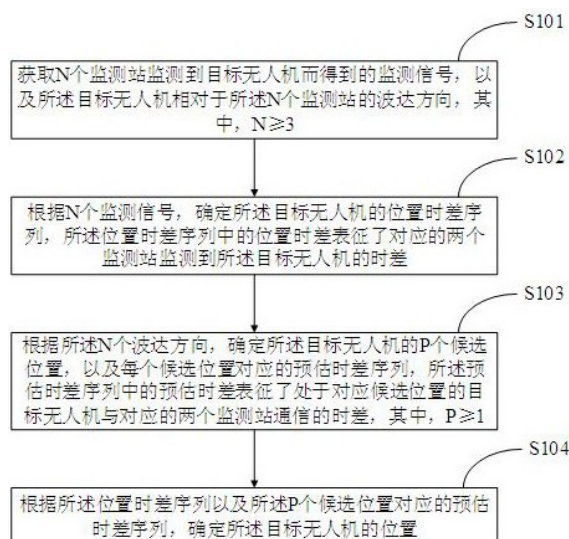 S101
获取N个监测站监测到目标无人机而得到的监测信号，以
及所述目标无人机相对于所述N个监测站的波达方向，其
中，N≥3
S102
根据N个监测信号，确定所述目标无人机的位置时差序
列，所述位置时差序列中的位置时差表征了对应的两个
监测站监测到所述目标无人机的时差
S103
根据所述N个波达方向，确定所述目标无人机的P个候选
位置，以及每个候选位置对应的预估时差序列，所述预
估时差序列中的预估时差表征了处于对应候选位置的目
标无人机与对应的两个监测站通信的时差，其中，P≥1
S104
根据所述位置时差序列以及所述P个候选位置对应的预估
时差序列，确定所述目标无人机的位置